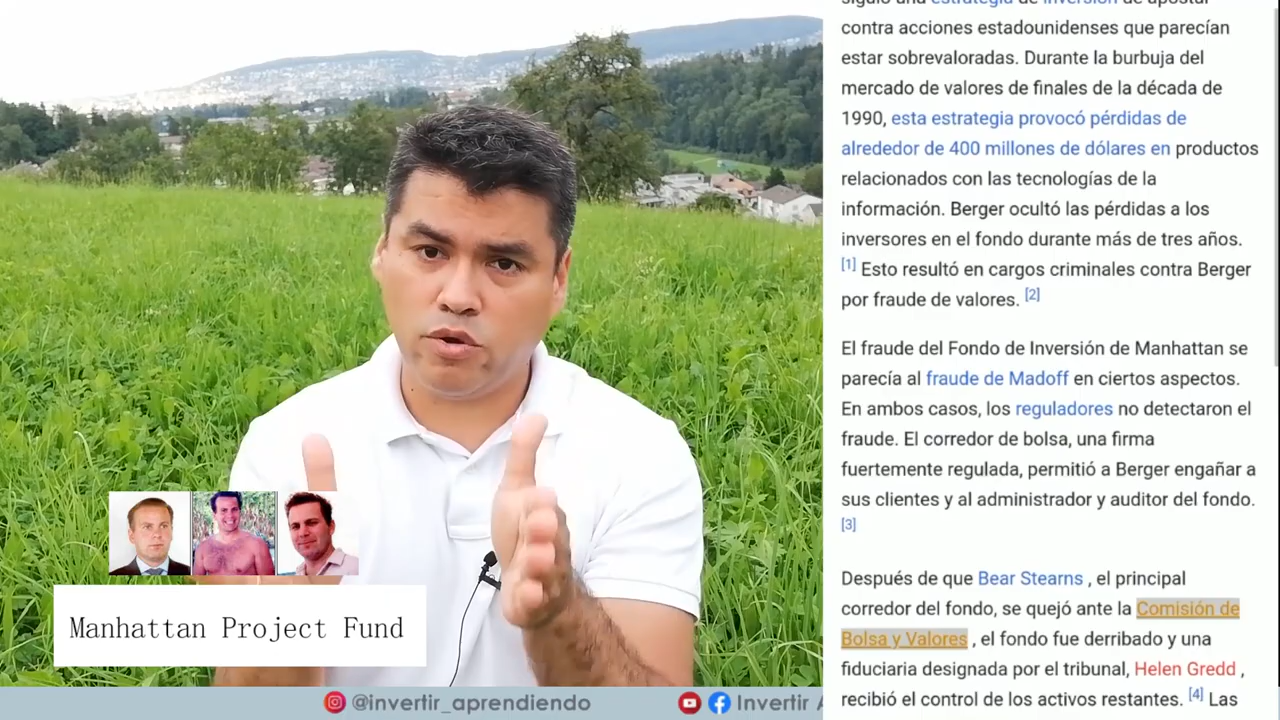 siguió una estrategia de inversión de apostar
contra acciones estadounidenses que parecían
estar sobrevaloradas. Durante la burbuja del
mercado de valores de finales de la década de
1990, esta estrategia provocó pérdidas de
alrededor de 400 millones de dólares en productos
relacionados con las tecnologías de la
información. Berger ocultó las pérdidas a los
inversores en el fondo durante más de tres años.
[1] Esto resultó en cargos criminales contra Berger
por fraude de valores. [2]
El fraude del Fondo de Inversión de Manhattan se
parecía al fraude de Madoff en ciertos aspectos.
En ambos casos, los reguladores no detectaron el
fraude. El corredor de bolsa, una firma
fuertemente regulada, permitió a Berger engañar a
sus clientes y al administrador y auditor del fondo.
[3]
Después de que Bear Stearns , el principal
corredor del fondo, se quejó ante la Comisión de
Bolsa y Valores , el fondo fue derribado y una
fiduciaria designada por el tribunal, Helen Gredd ,
recibió el control de los activos restantes. [4] Las
Manhattan Project Fund
@invertir_aprendiendo
Invertir